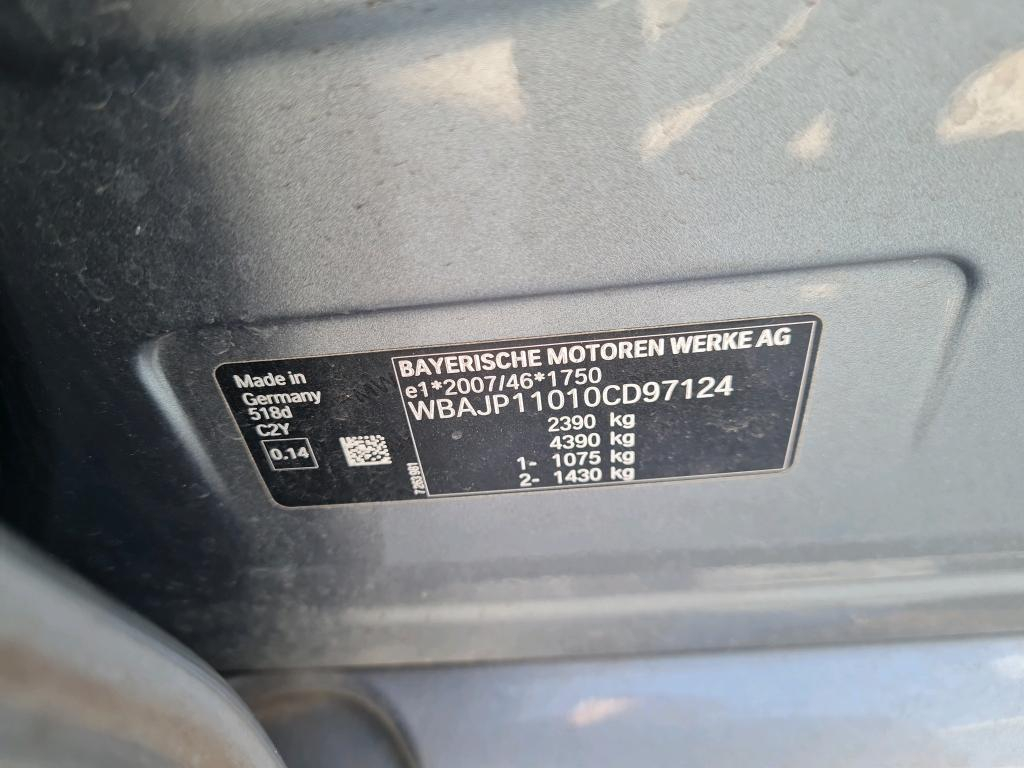 Made in
Germany
518d
C2Y
0.14
7263961
BAYERISCHE MOTOREN WERKE AG
e1*2007/46*1750
WBAJP11010CD97124
2390 kg
4390 kg
1- 1075 kg
2- 1430 kg